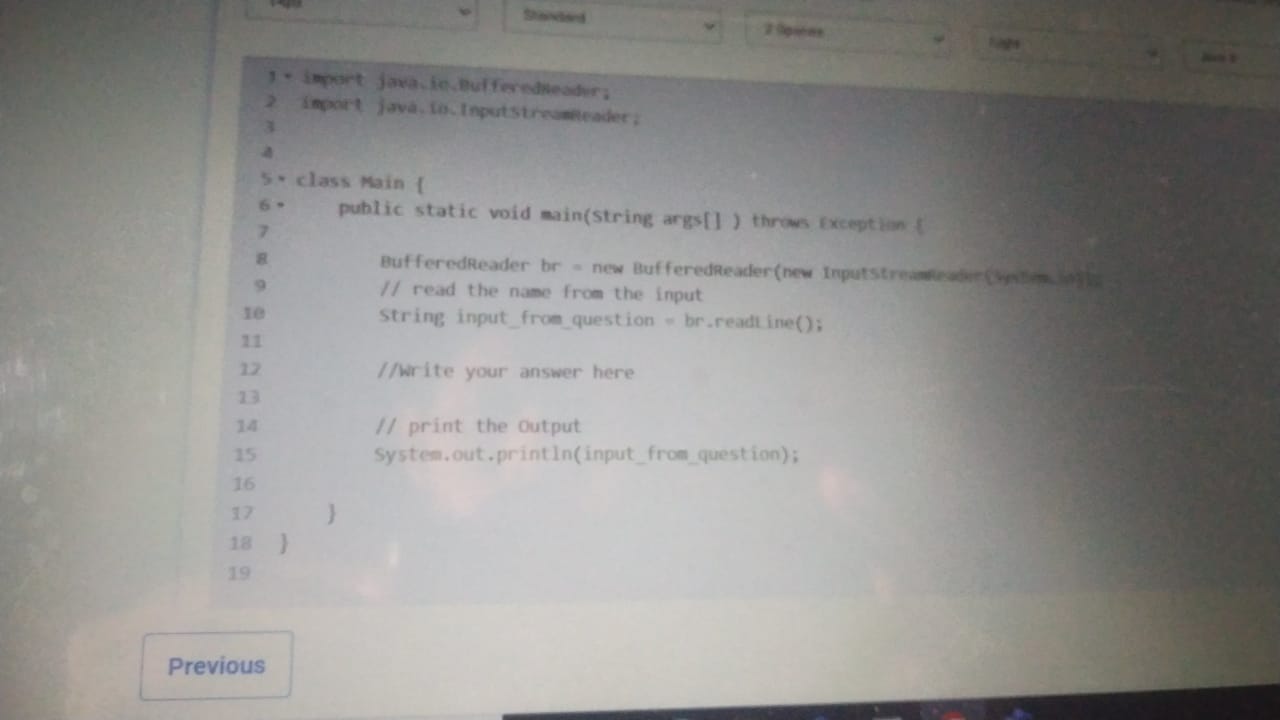 Standard
2 Spaces
Light
1 import java.io.BufferedReader;
2 import java.io.InputStreamReader;
3
4
5 class Main {
6 public static void main(String args[] ) throws Exception {
7
8 BufferedReader br = new BufferedReader(new InputStreamReader(System.in));
9 // read the name from the input
10 String input_from_question = br.readLine();
11
12 //Write your answer here
13
14 // print the Output
15 System.out.println(input_from_question);
16
17 }
18 }
19
Previous